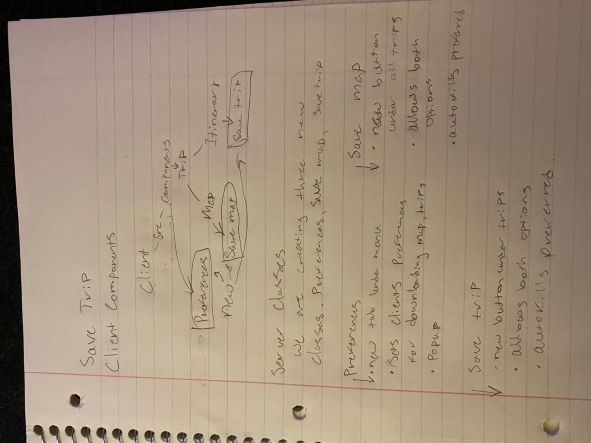 Save Trip
Client Components
Client
src
Components
Trip
Preferences
Map
Itinerary
new
Save map
Save trip
Server Classes
We are creating three new
classes, Preferences, Save map, Save trip
Preferences
• new tab under menu
• Sets clients Preferences
for downloading map, trips
• Popup
Save map
• new button
under all trips
• allows both
options
• autofills preferred
Save trip
• new button under trips
• allows both options
• autofills preferred